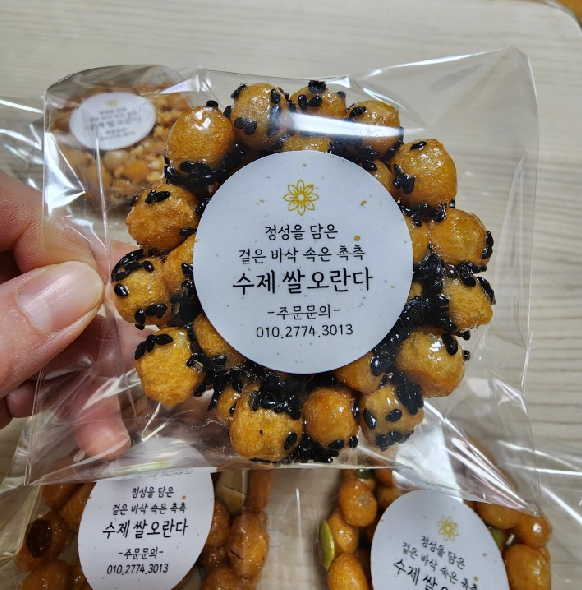 정성을 담은
겉은 바삭 속은 촉촉
수제 쌀오란다
-주문문의-
010.2774.3013
정성을 담은
겉은 바삭 속은 촉촉
수제 쌀오란다
-주문문의-
010.2774.3013
정성을 담은
겉은 바삭 속은 촉촉
수제 쌀오란다